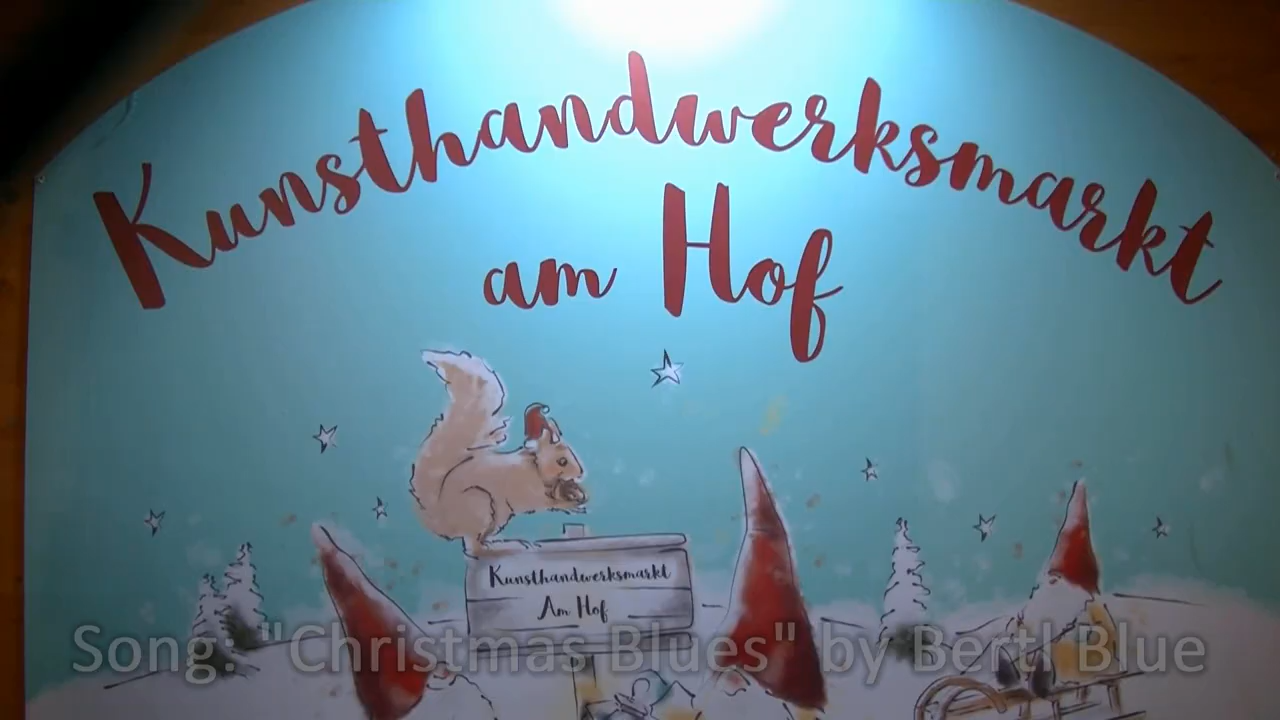 Kunsthandwerksmarkt
am Hof
Kunsthandwerksmarkt
Am Hof
Song: "Christmas Blues" by Bertl Blue